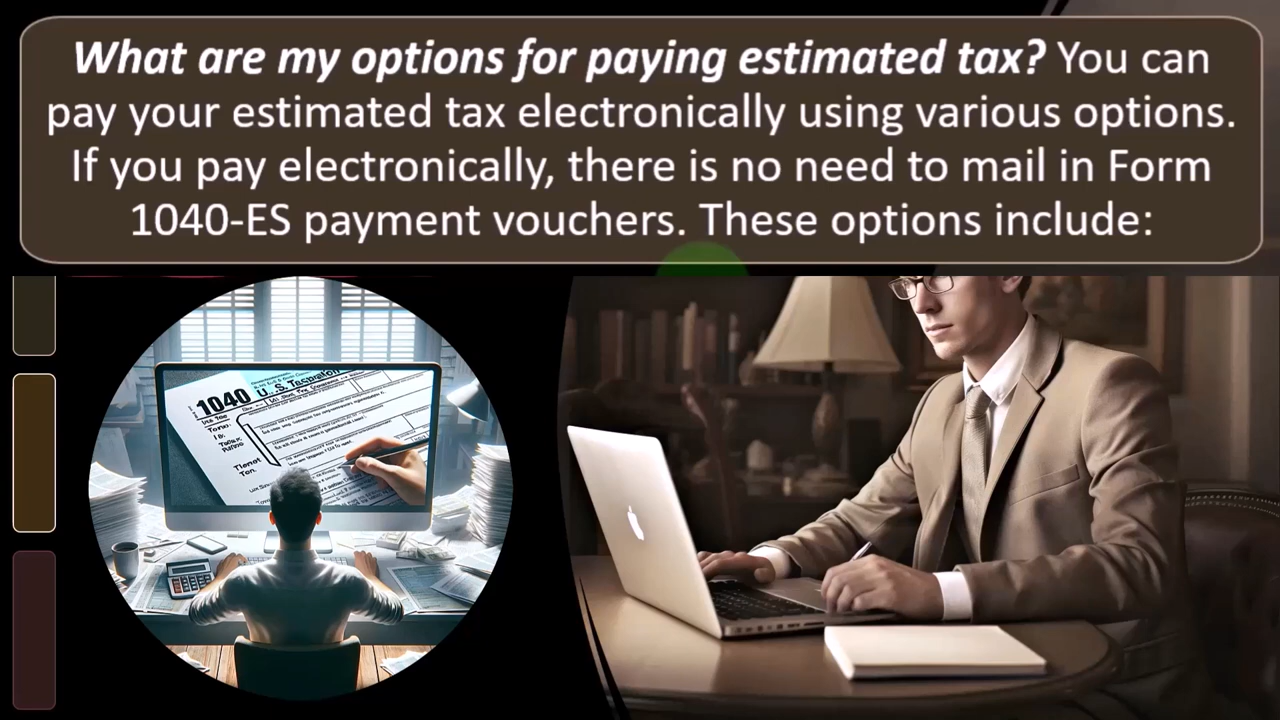 What are my options for paying estimated tax? You can
pay your estimated tax electronically using various options.
If you pay electronically, there is no need to mail in Form
1040-ES payment vouchers. These options include:
1040